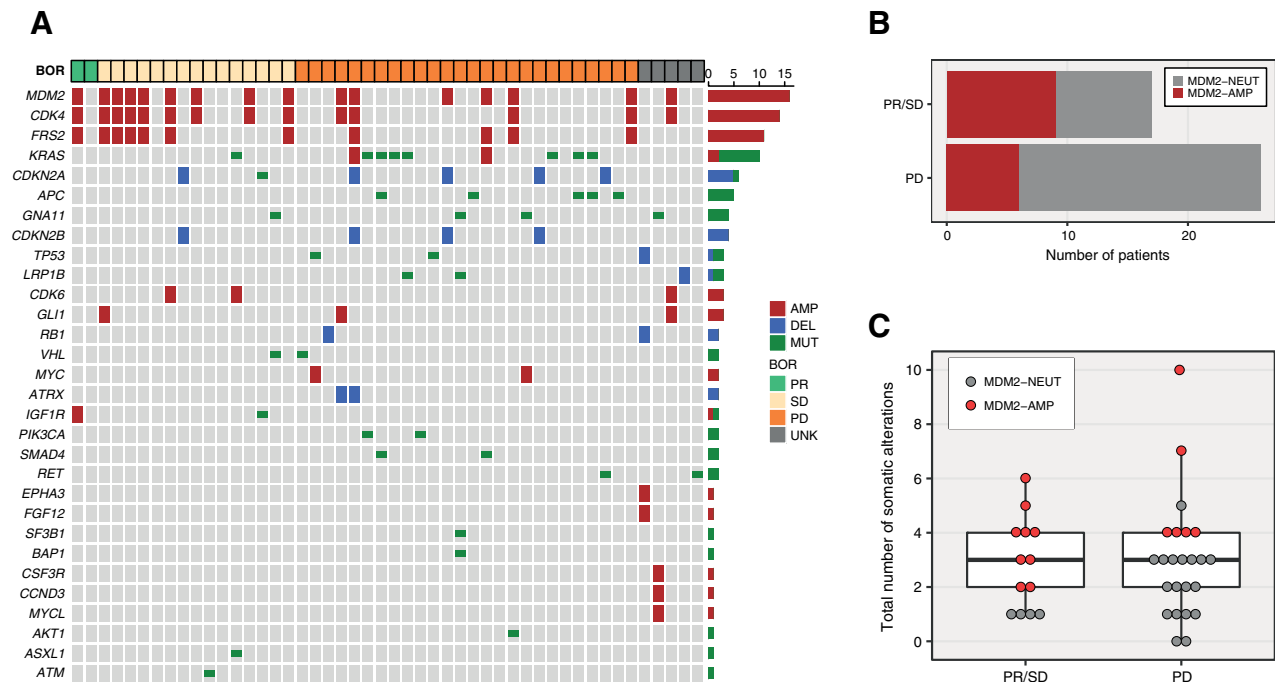 A
BOR
0 5 10 15
MDM2
CDK4
FRS2
KRAS
CDKN2A
APC
GNA11
CDKN2B
TP53
LRP1B
CDK6
GLI1
RB1
VHL
MYC
ATRX
IGF1R
PIK3CA
SMAD4
RET
EPHA3
FGF12
SF3B1
BAP1
CSF3R
CCND3
MYCL
AKT1
ASXL1
ATM
AMP
DEL
MUT
BOR
PR
SD
PD
UNK
B
MDM2−NEUT
MDM2−AMP
PR/SD
PD
0 10 20
Number of patients
C
MDM2−NEUT
MDM2−AMP
Total number of somatic alterations
10
8
6
4
2
0
PR/SD PD